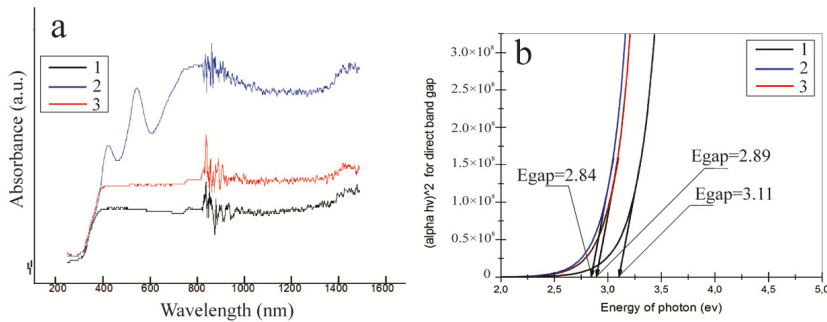 a
1
2
3
Absorbance (a.u.)
200 400 600 800 1000 1200 1400 1600
Wavelength (nm)
b
1
2
3
3.0×10⁸
2.5×10⁸
2.0×10⁸
1.5×10⁸
1.0×10⁸
0.5×10⁸
0
(alpha hv)^2 for direct band gap
Egap=2.84
Egap=2.89
Egap=3.11
2,0 2,5 3,0 3,5 4,0 4,5 5,0
Energy of photon (ev)